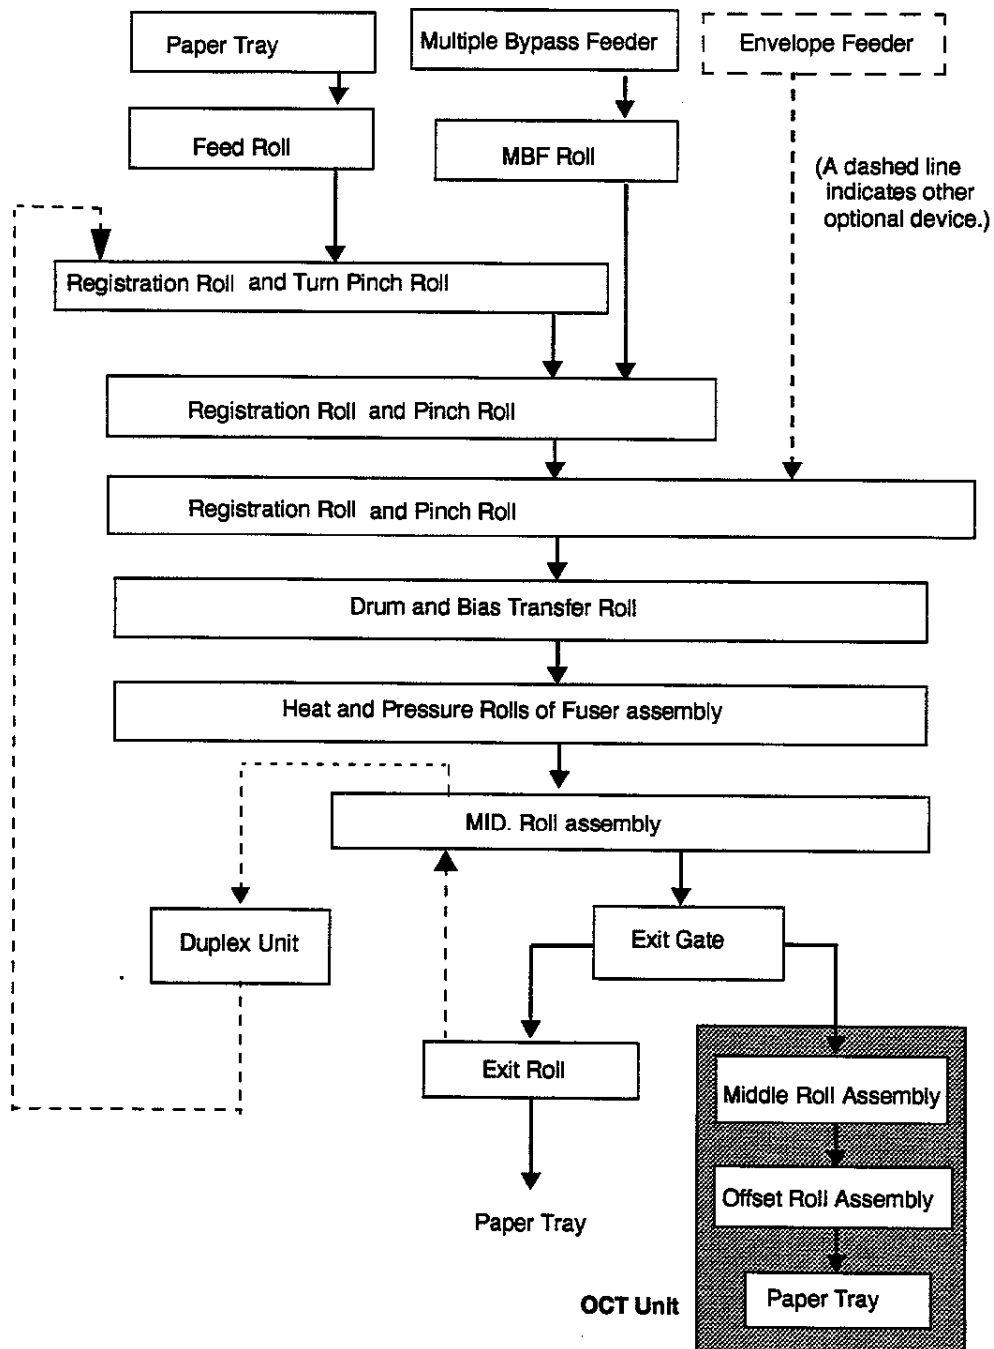 Paper Tray
Multiple Bypass Feeder
Envelope Feeder
Feed Roll
MBF Roll
(A dashed line
indicates other
optional device.)
Registration Roll and Turn Pinch Roll
Registration Roll and Pinch Roll
Registration Roll and Pinch Roll
Drum and Bias Transfer Roll
Heat and Pressure Rolls of Fuser assembly
MID. Roll assembly
Duplex Unit
Exit Gate
Exit Roll
Middle Roll Assembly
Offset Roll Assembly
Paper Tray
Paper Tray
OCT Unit